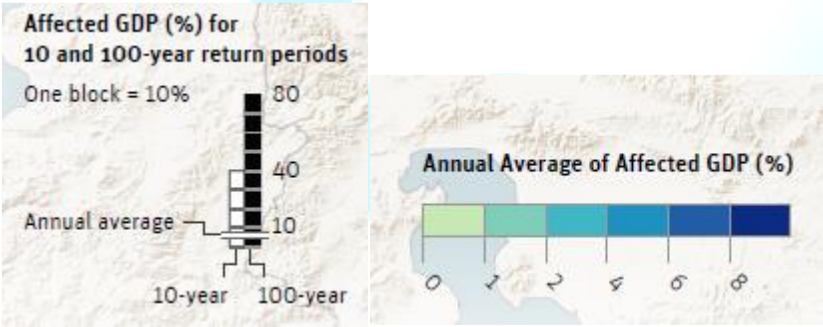 Affected GDP (%) for
10 and 100-year return periods
One block = 10%
80
40
Annual average
10
10-year
100-year
Annual Average of Affected GDP (%)
0
1
2
4
6
8